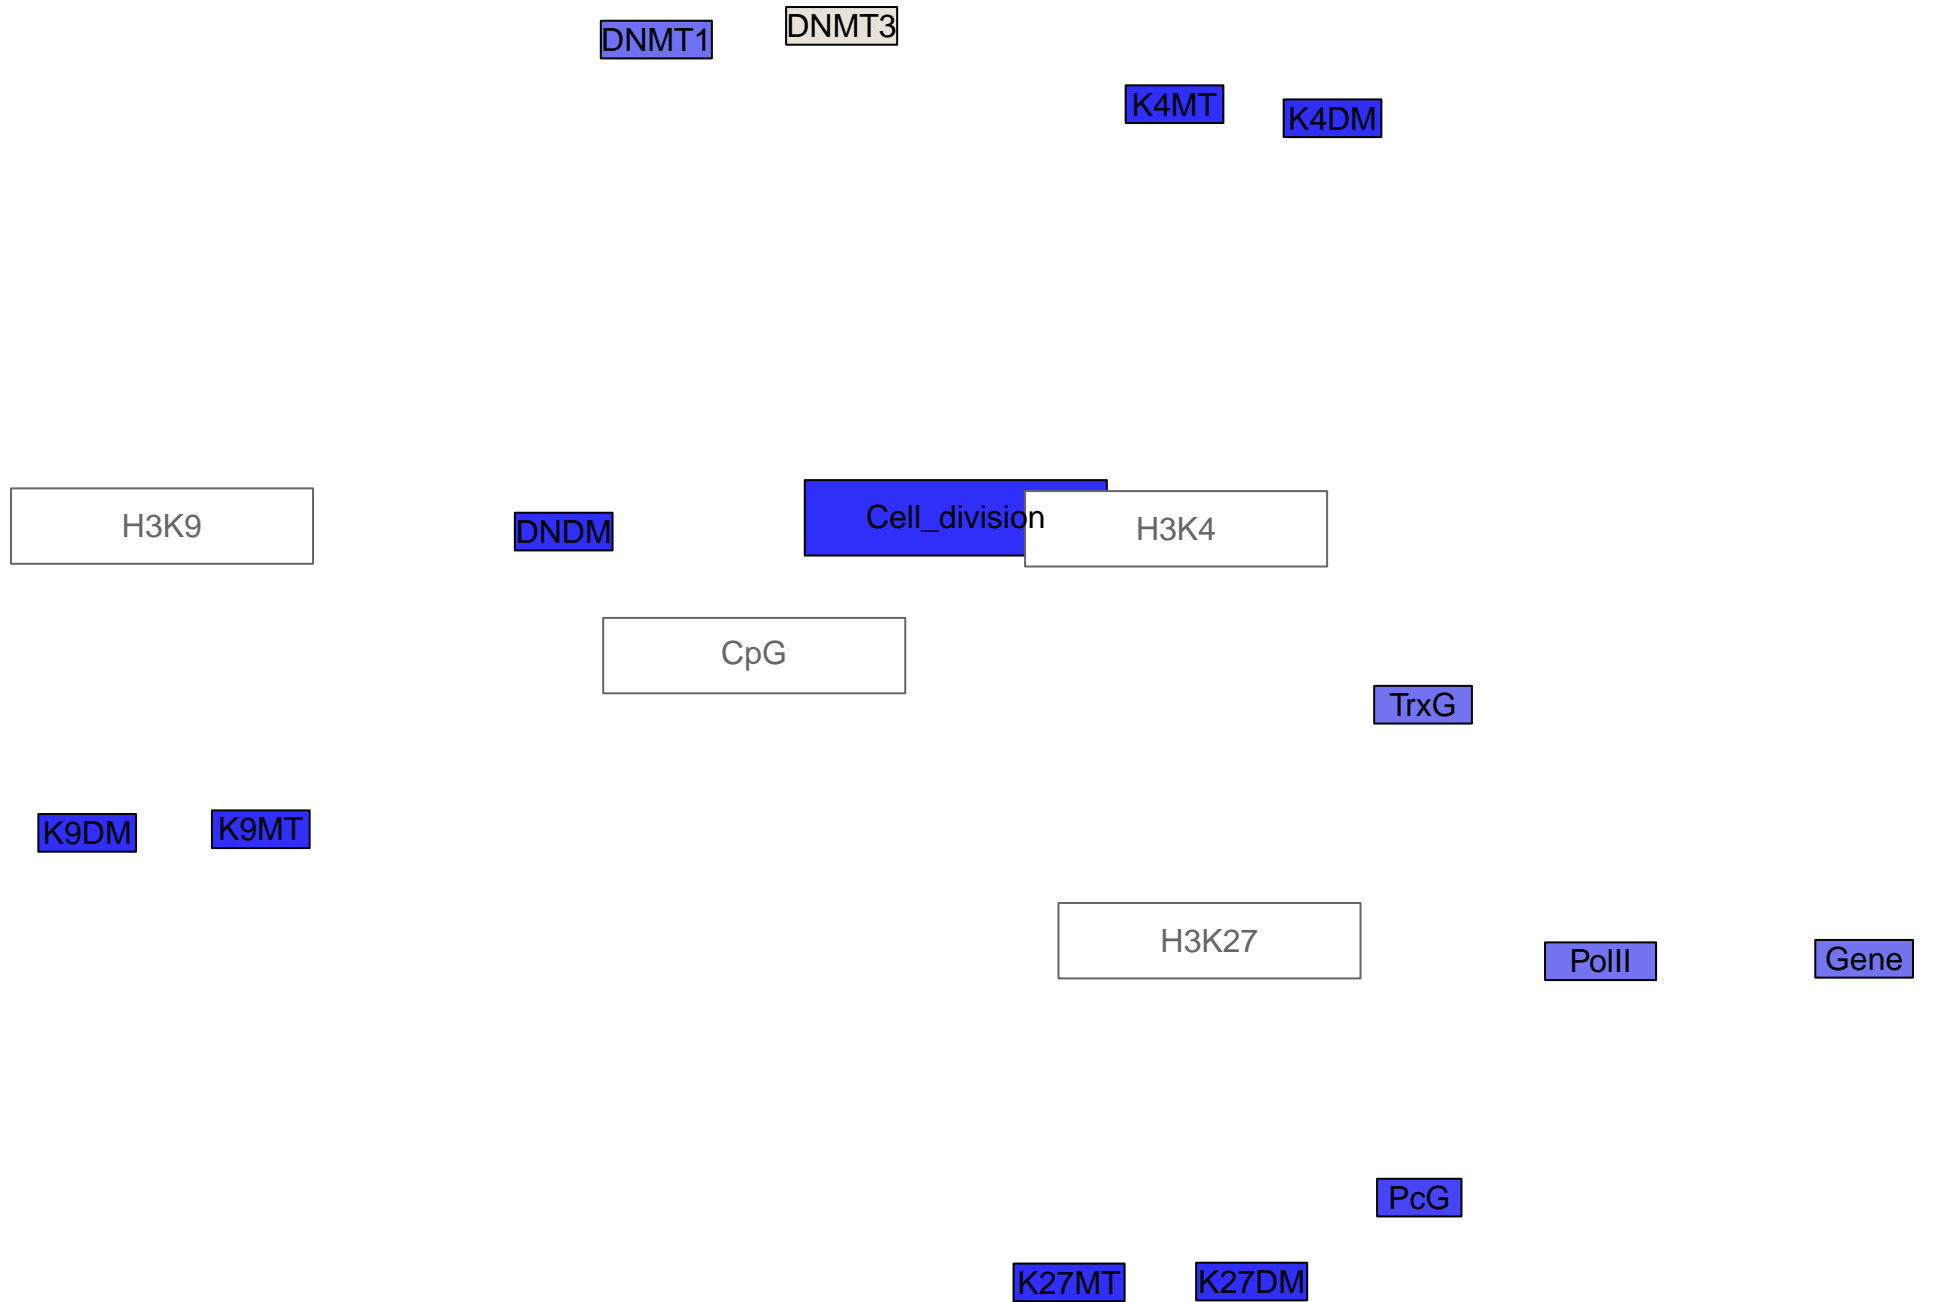 DNMT1
DNMT3
K4MT
K4DM
H3K9
DNDM
Cell_division
H3K4
CpG
TrxG
K9DM
K9MT
H3K27
PolII
Gene
PcG
K27MT
K27DM